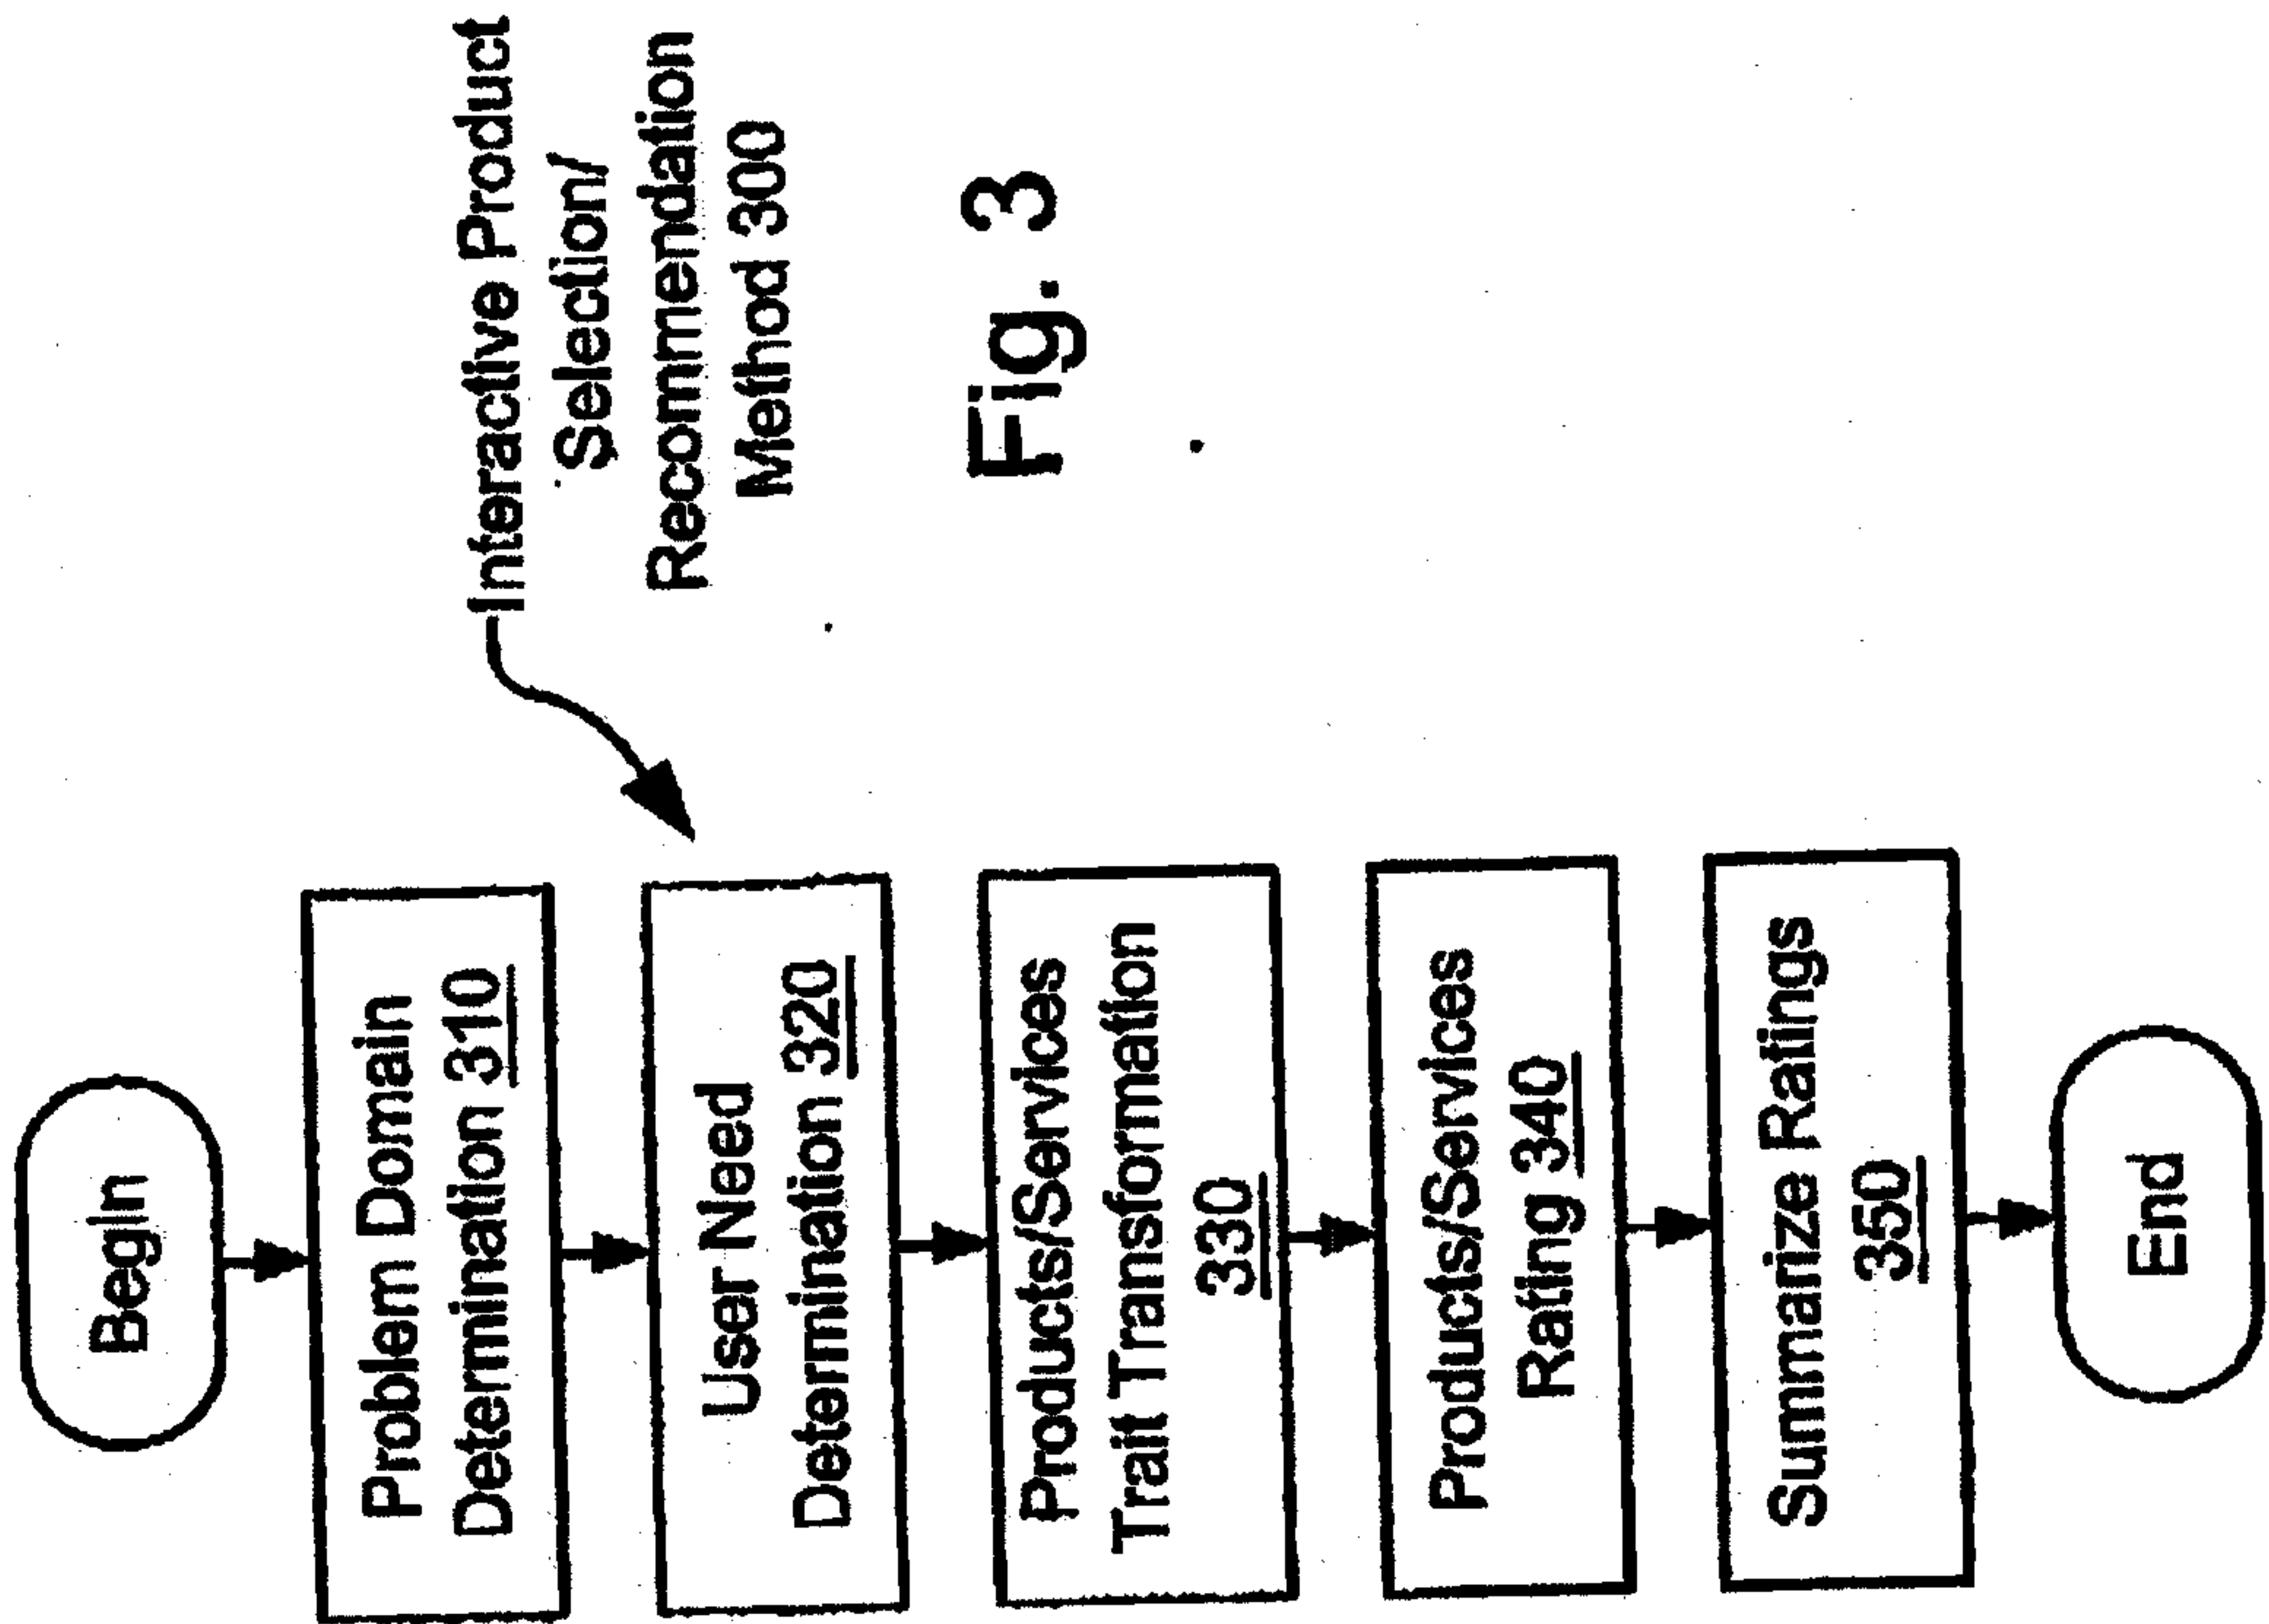 Begin
Problem Domain
Determination 310
User Need
Determination 320
Products/Services
Trait Transformation
330
Products/Services
Rating 340
Summarize Ratings
350
End
Interactive Product
Selection/
Recommendation
Method 300
Fig. 3